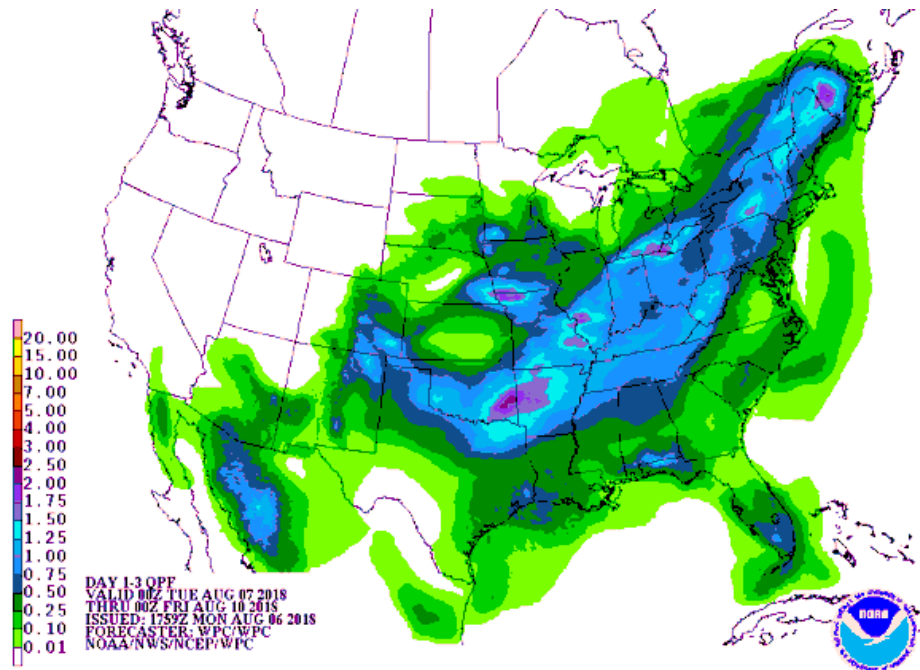 20.00
15.00
10.00
7.00
5.00
4.00
3.00
2.50
2.00
1.75
1.50
1.25
1.00
0.75
0.50
0.25
0.10
0.01
DAY 1-3 QPF
VALID 00Z TUE AUG 07 2018
THRU 00Z FRI AUG 10 2018
ISSUED: 1759Z MON AUG 06 2018
FORECASTER: WPC/WPC
NOAA/NWS/NCEP/WPC
NOAA